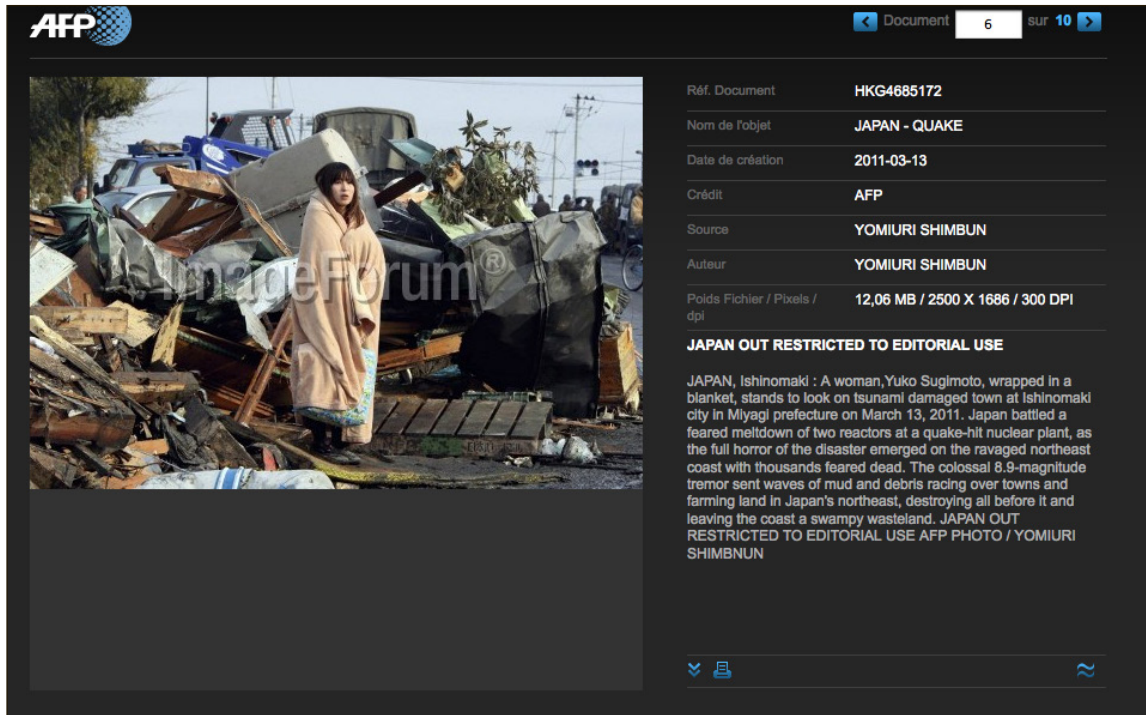 AFP
Document 6 sur 10
ImageForum®
Réf. Document HKG4685172
Nom de l'objet JAPAN - QUAKE
Date de création 2011-03-13
Crédit AFP
Source YOMIURI SHIMBUN
Auteur YOMIURI SHIMBUN
Poids Fichier / Pixels / 12,06 MB / 2500 X 1686 / 300 DPI
dpi
JAPAN OUT RESTRICTED TO EDITORIAL USE
JAPAN, Ishinomaki : A woman,Yuko Sugimoto, wrapped in a
blanket, stands to look on tsunami damaged town at Ishinomaki
city in Miyagi prefecture on March 13, 2011. Japan battled a
feared meltdown of two reactors at a quake-hit nuclear plant, as
the full horror of the disaster emerged on the ravaged northeast
coast with thousands feared dead. The colossal 8.9-magnitude
tremor sent waves of mud and debris racing over towns and
farming land in Japan's northeast, destroying all before it and
leaving the coast a swampy wasteland. JAPAN OUT
RESTRICTED TO EDITORIAL USE AFP PHOTO / YOMIURI
SHIMBNUN